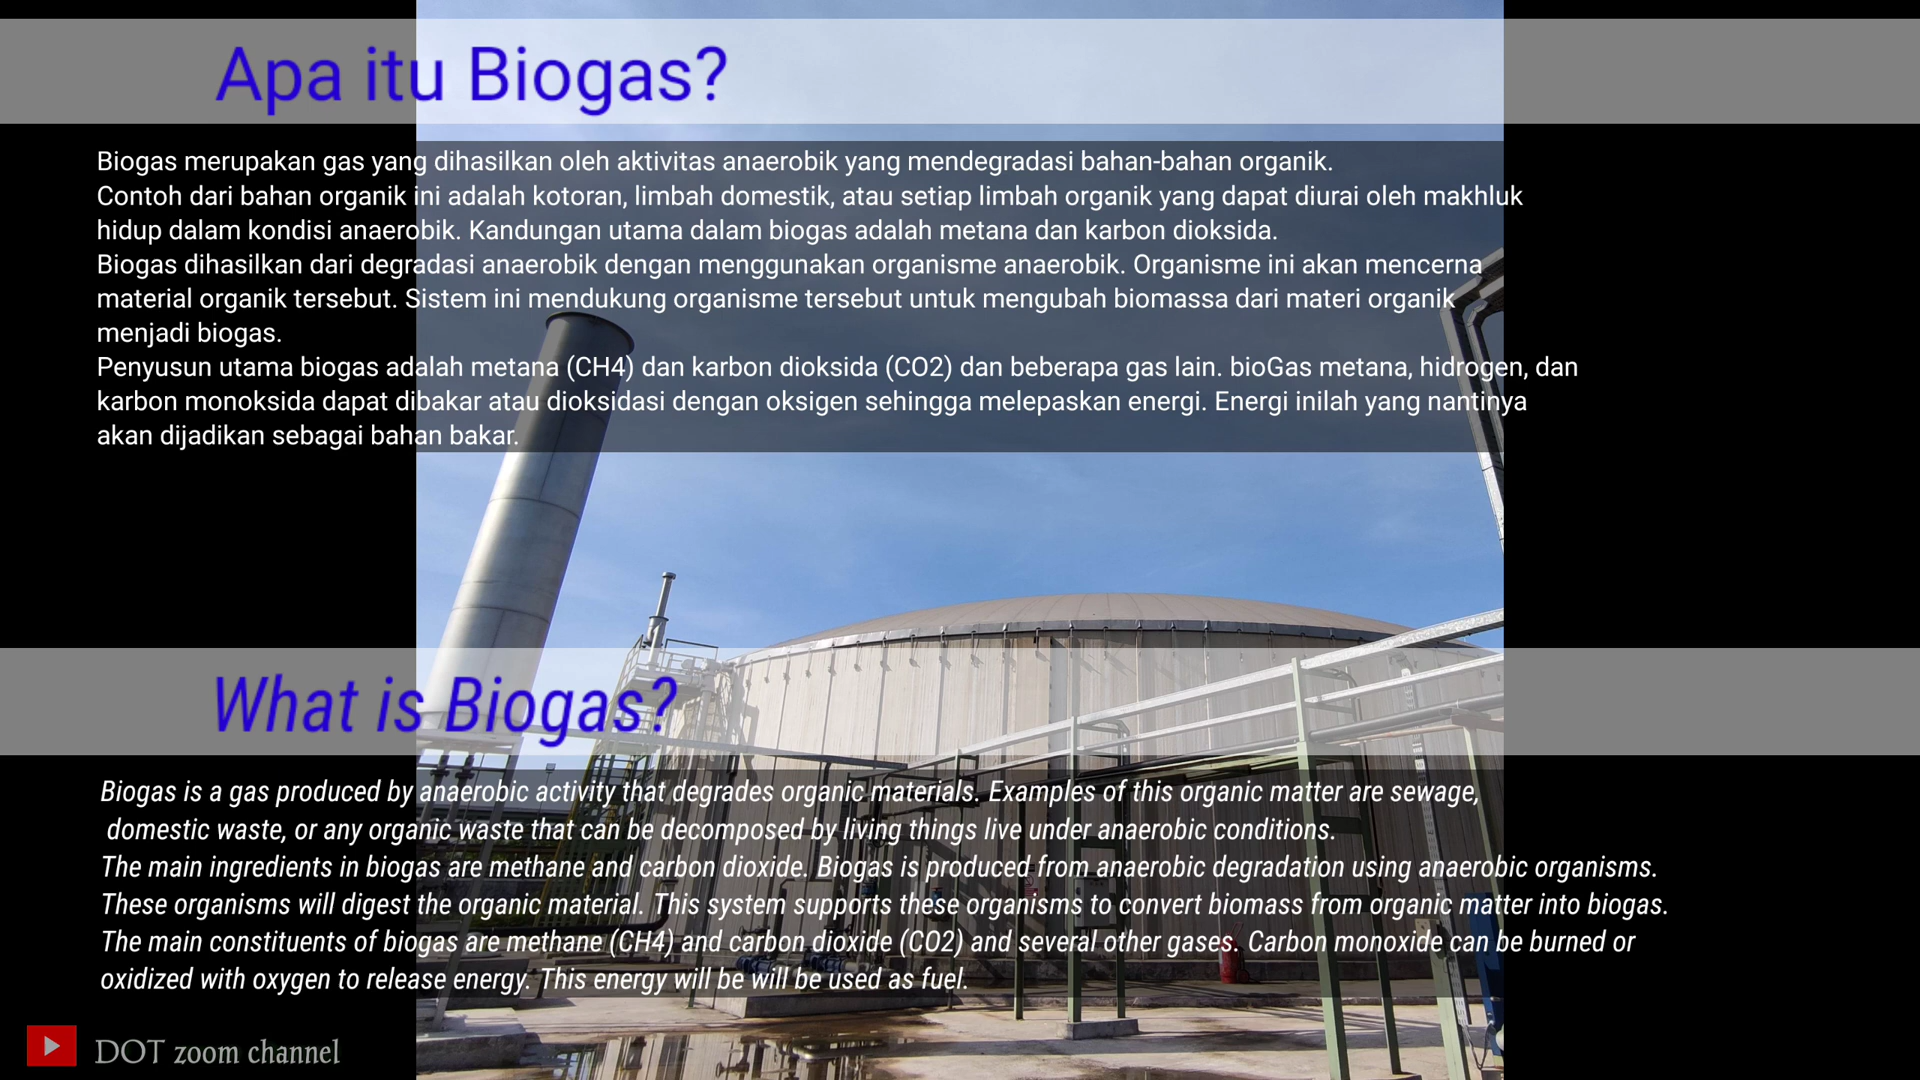 Apa itu Biogas?
Biogas merupakan gas yang dihasilkan oleh aktivitas anaerobik yang mendegradasi bahan-bahan organik.
Contoh dari bahan organik ini adalah kotoran, limbah domestik, atau setiap limbah organik yang dapat diurai oleh makhluk
hidup dalam kondisi anaerobik. Kandungan utama dalam biogas adalah metana dan karbon dioksida.
Biogas dihasilkan dari degradasi anaerobik dengan menggunakan organisme anaerobik. Organisme ini akan mencerna
material organik tersebut. Sistem ini mendukung organisme tersebut untuk mengubah biomassa dari materi organik
menjadi biogas.
Penyusun utama biogas adalah metana (CH4) dan karbon dioksida (CO2) dan beberapa gas lain. bioGas metana, hidrogen, dan
karbon monoksida dapat dibakar atau dioksidasi dengan oksigen sehingga melepaskan energi. Energi inilah yang nantinya
akan dijadikan sebagai bahan bakar.
What is Biogas?
Biogas is a gas produced by anaerobic activity that degrades organic materials. Examples of this organic matter are sewage,
domestic waste, or any organic waste that can be decomposed by living things live under anaerobic conditions.
The main ingredients in biogas are methane and carbon dioxide. Biogas is produced from anaerobic degradation using anaerobic organisms.
These organisms will digest the organic material. This system supports these organisms to convert biomass from organic matter into biogas.
The main constituents of biogas are methane (CH4) and carbon dioxide (CO2) and several other gases. Carbon monoxide can be burned or
oxidized with oxygen to release energy. This energy will be will be used as fuel.
DOT zoom channel